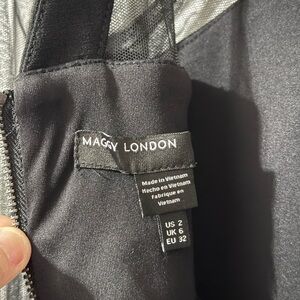 MAGGY LONDON
Made in Vietnam
Hecho en Vietnam
Fabriqué en
Vietnam
US 2
UK 6
EU 32